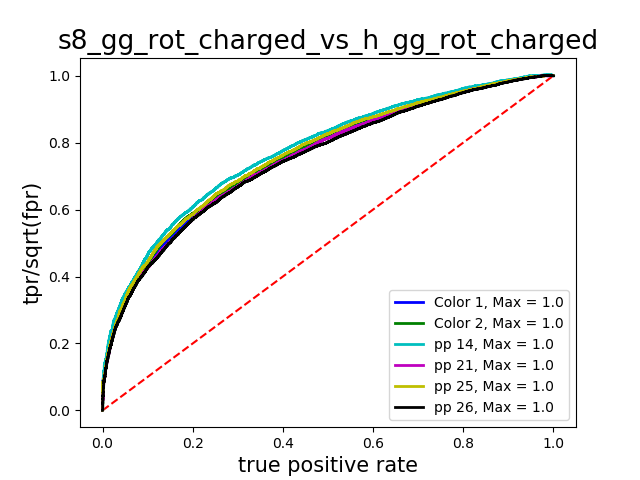 s8_gg_rot_charged_vs_h_gg_rot_charged
tpr/sqrt(fpr)
1.0
0.8
0.6
0.4
0.2
0.0
Color 1, Max = 1.0
Color 2, Max = 1.0
pp 14, Max = 1.0
pp 21, Max = 1.0
pp 25, Max = 1.0
pp 26, Max = 1.0
0.0 0.2 0.4 0.6 0.8 1.0
true positive rate